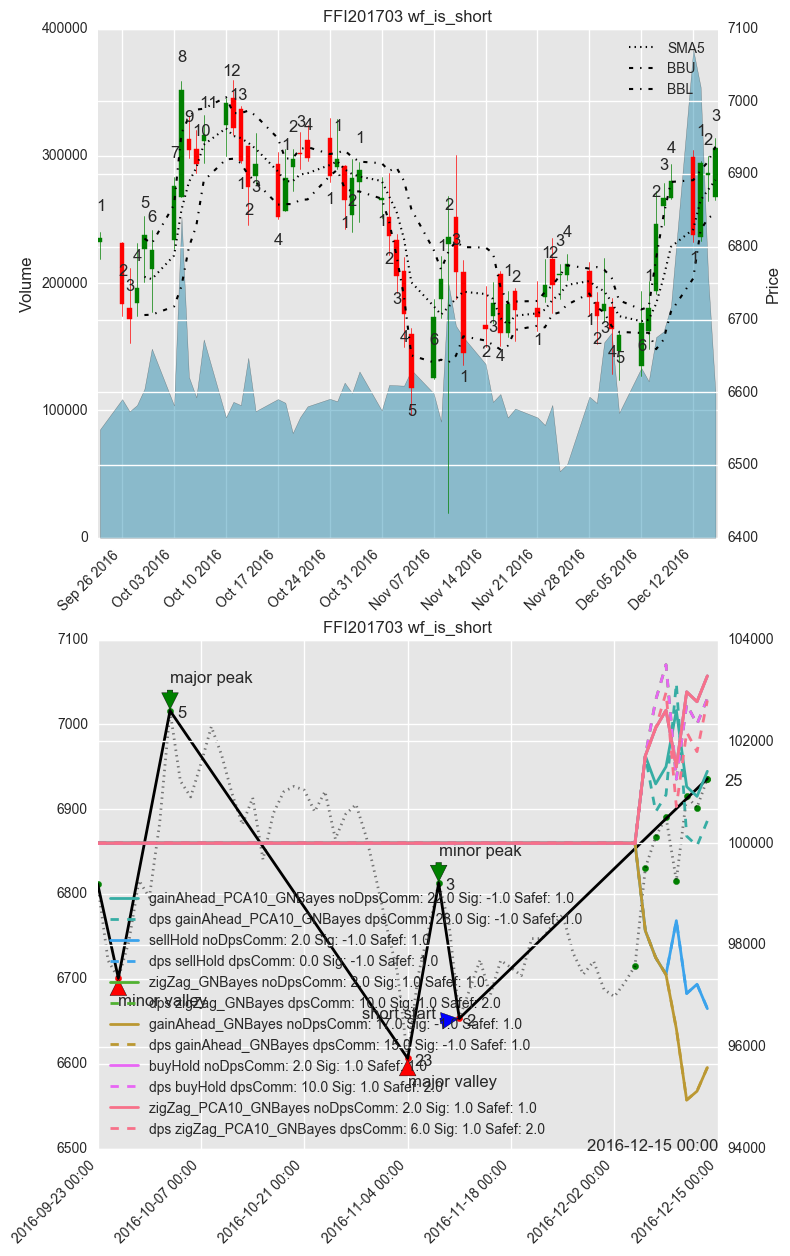 FFI201703 wf_is_short
400000
300000
200000
100000
0
Volume
7100
7000
6900
6800
6700
6600
6500
6400
Price
SMA5
BBU
BBL
Sep 26 2016
Oct 03 2016
Oct 10 2016
Oct 17 2016
Oct 24 2016
Oct 31 2016
Nov 07 2016
Nov 14 2016
Nov 21 2016
Nov 28 2016
Dec 05 2016
Dec 12 2016
FFI201703 wf_is_short
7100
7000
6900
6800
6700
6600
6500
104000
102000
100000
98000
96000
94000
major peak
5
minor peak
3
25
minor valley
short start
2
23
major valley
gainAhead_PCA10_GNBayes noDpsComm: 22.0 Sig: -1.0 Safef: 1.0
dps gainAhead_PCA10_GNBayes dpsComm: 23.0 Sig: -1.0 Safef: 1.0
sellHold noDpsComm: 2.0 Sig: -1.0 Safef: 1.0
dps sellHold dpsComm: 0.0 Sig: -1.0 Safef: 1.0
zigZag_GNBayes noDpsComm: 2.0 Sig: 1.0 Safef: 1.0
dps zigZag_GNBayes dpsComm: 10.0 Sig: 1.0 Safef: 2.0
gainAhead_GNBayes noDpsComm: Sig: -1.0 Safef: 1.0
dps gainAhead_GNBayes dpsComm: 15.0 Sig: -1.0 Safef: 1.0
buyHold noDpsComm: 2.0 Sig: 1.0 Safef: 1.0
dps buyHold dpsComm: 10.0 Sig: 1.0 Safef: 2.0
zigZag_PCA10_GNBayes noDpsComm: 2.0 Sig: 1.0 Safef: 1.0
dps zigZag_PCA10_GNBayes dpsComm: 6.0 Sig: 1.0 Safef: 2.0
2016-12-15 00:00
2016-09-23 00:00
2016-10-07 00:00
2016-10-21 00:00
2016-11-04 00:00
2016-11-18 00:00
2016-12-02 00:00
2016-12-15 00:00